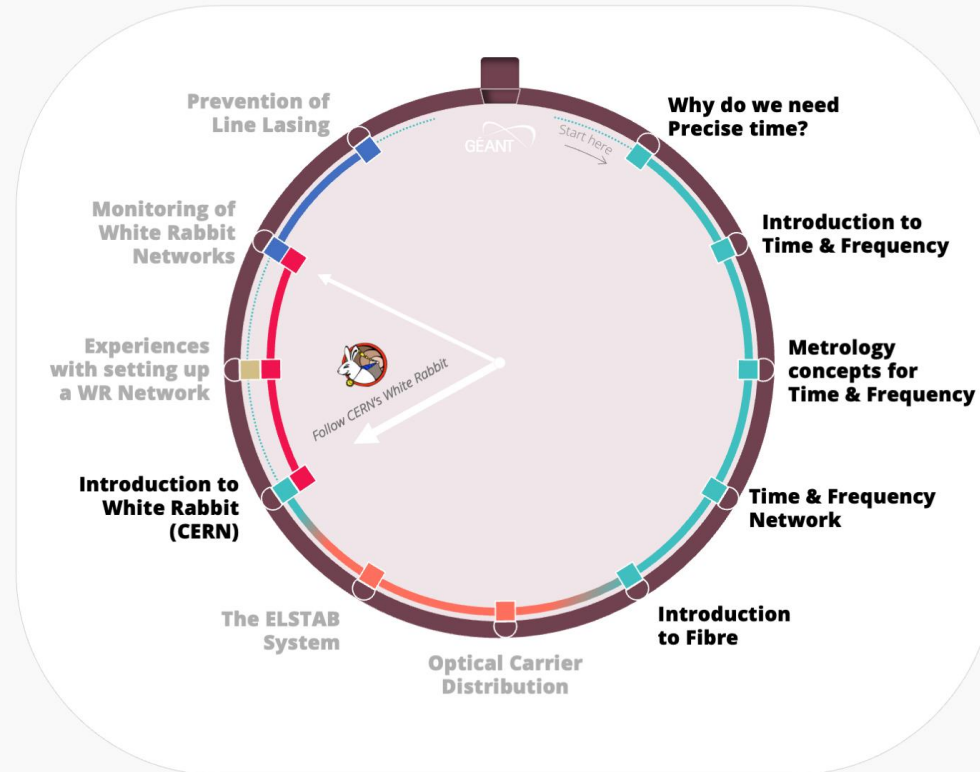 GÉANT
Start here
Why do we need
Precise time?
Introduction to
Time & Frequency
Metrology
concepts for
Time & Frequency
Time & Frequency
Network
Introduction
to Fibre
Optical Carrier
Distribution
The ELSTAB
System
Introduction to
White Rabbit
(CERN)
Experiences
with setting up
a WR Network
Monitoring of
White Rabbit
Networks
Prevention of
Line Lasing
Follow CERN's White Rabbit